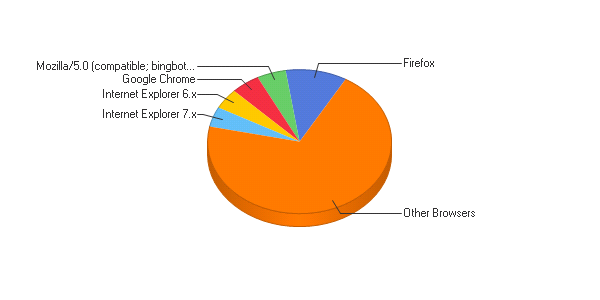 Mozilla/5.0 (compatible; bingbot...
Firefox
Google Chrome
Internet Explorer 6.x
Internet Explorer 7.x
Other Browsers